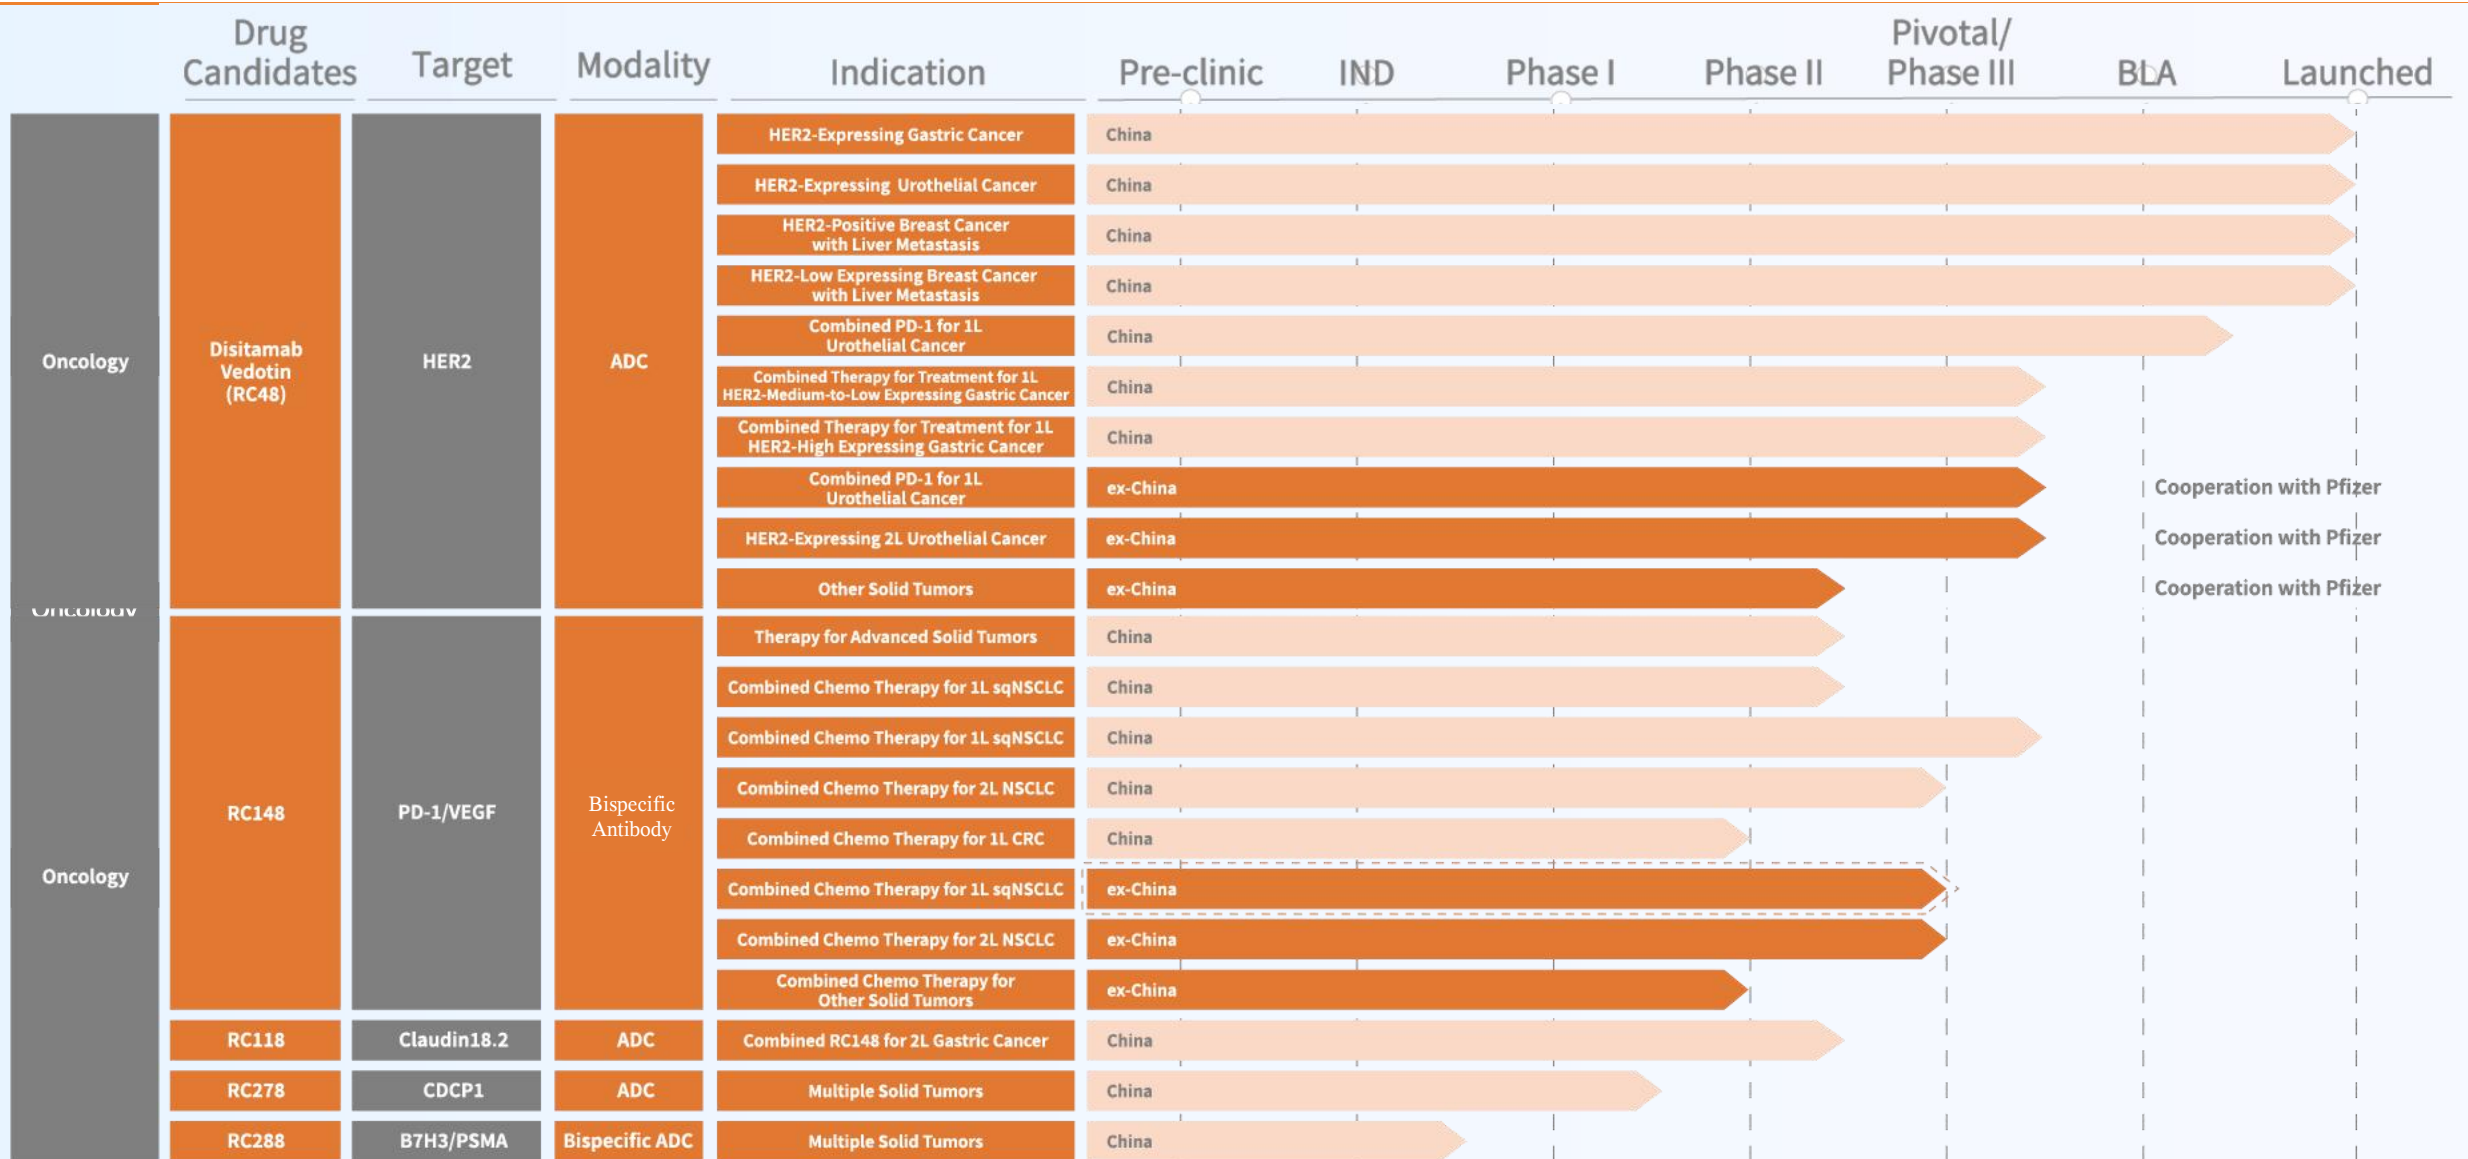 Drug
Candidates
Target
Modality
Indication
Pre-clinic
IND
Phase I
Phase II
Pivotal/
Phase III
BLA
Launched
Oncology
Disitamab
Vedotin
(RC48)
HER2
ADC
HER2-Expressing Gastric Cancer
China
HER2-Expressing Urothelial Cancer
China
HER2-Positive Breast Cancer
with Liver Metastasis
China
HER2-Low Expressing Breast Cancer
with Liver Metastasis
China
Combined PD-1 for 1L
Urothelial Cancer
China
Combined Therapy for Treatment for 1L
HER2-Medium-to-Low Expressing Gastric Cancer
China
Combined Therapy for Treatment for 1L
HER2-High Expressing Gastric Cancer
China
Combined PD-1 for 1L
Urothelial Cancer
ex-China
Cooperation with Pfizer
HER2-Expressing 2L Urothelial Cancer
ex-China
Cooperation with Pfizer
Other Solid Tumors
ex-China
Cooperation with Pfizer
Oncology
Oncology
RC148
PD-1/VEGF
Bispecific
Antibody
Therapy for Advanced Solid Tumors
China
Combined Chemo Therapy for 1L sqNSCLC
China
Combined Chemo Therapy for 1L sqNSCLC
China
Combined Chemo Therapy for 2L NSCLC
China
Combined Chemo Therapy for 1L CRC
China
Combined Chemo Therapy for 1L sqNSCLC
ex-China
Combined Chemo Therapy for 2L NSCLC
ex-China
Combined Chemo Therapy for
Other Solid Tumors
ex-China
RC118
Claudin18.2
ADC
Combined RC148 for 2L Gastric Cancer
China
RC278
CDCP1
ADC
Multiple Solid Tumors
China
RC288
B7H3/PSMA
Bispecific ADC
Multiple Solid Tumors
China